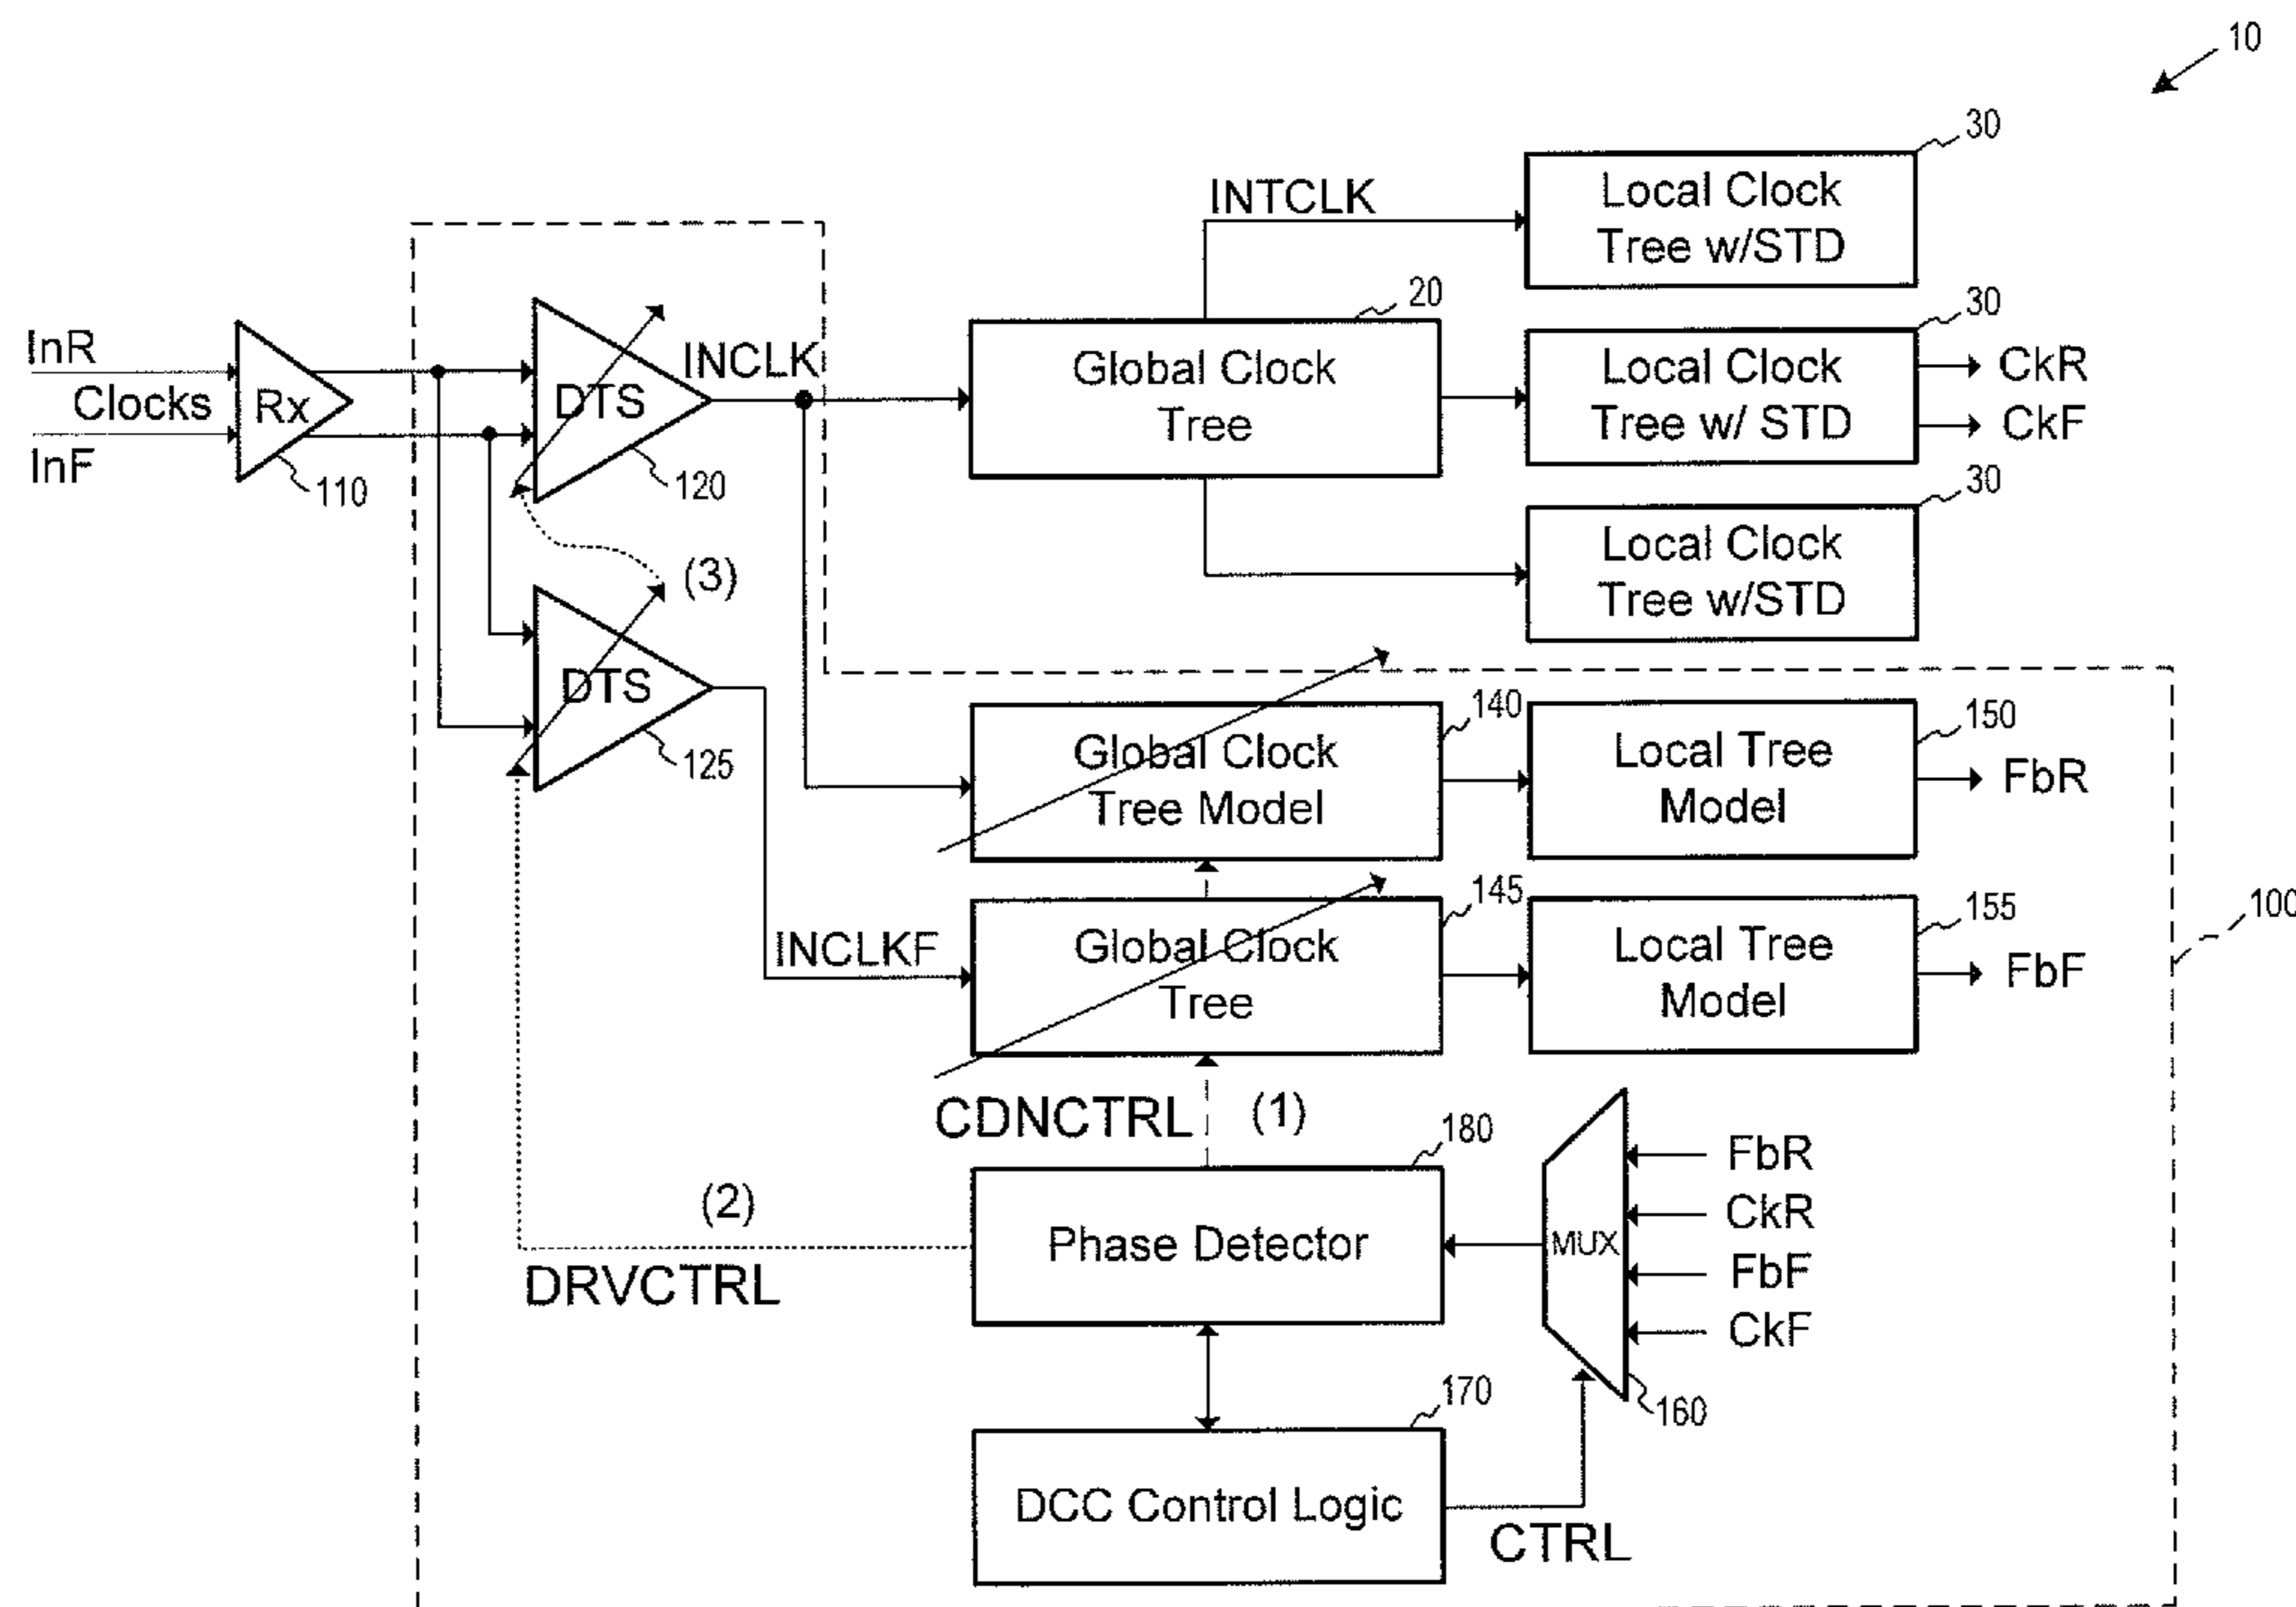 10
30
INTCLK
Local Clock
Tree w/STD
20
30
InR
Clocks
InF
Rx
110
DTS
120
INCLK
Global Clock
Tree
Local Clock
Tree w/ STD
CkR
CkF
30
Local Clock
Tree w/STD
(3)
DTS
125
140
Global Clock
Tree Model
150
Local Tree
Model
FbR
145
INCLKF
Global Clock
Tree
155
Local Tree
Model
FbF
100
CDNCTRL
(1)
180
(2)
DRVCTRL
Phase Detector
MUX
FbR
CkR
FbF
CkF
160
170
DCC Control Logic
CTRL